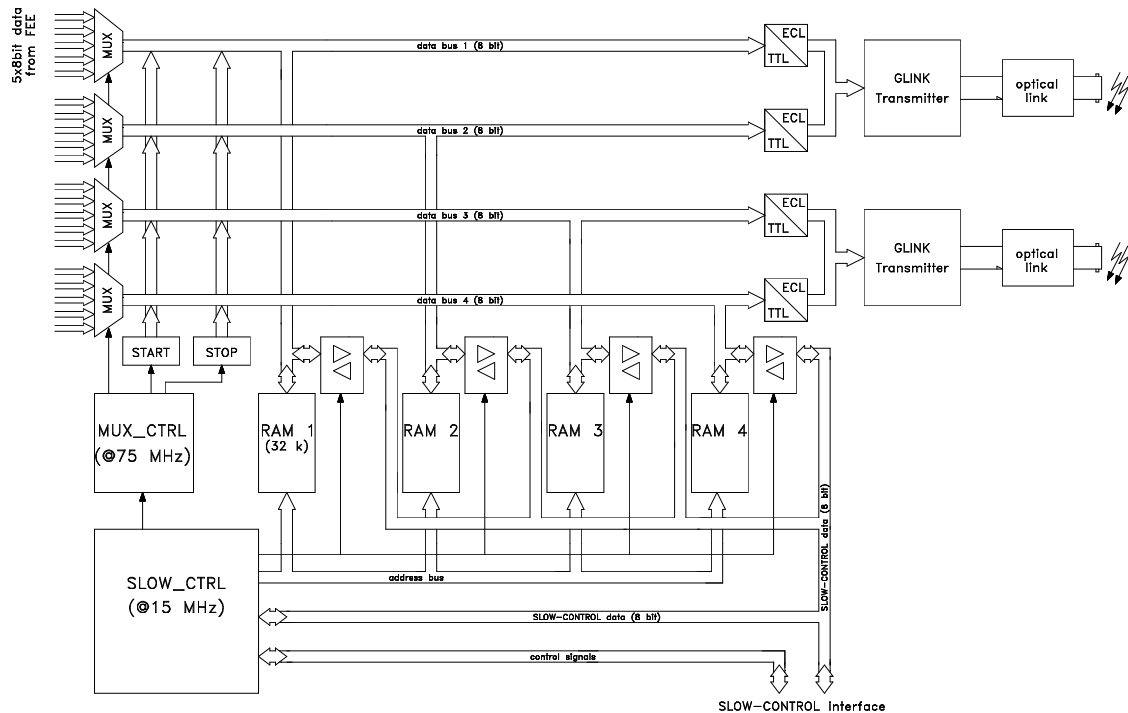 5x8bit data
from FEE
MUX
data bus 1 (8 bit)
ECL
TTL
GLINK
Transmitter
optical
link
MUX
data bus 2 (8 bit)
ECL
TTL
MUX
data bus 3 (8 bit)
ECL
TTL
GLINK
Transmitter
optical
link
MUX
data bus 4 (8 bit)
ECL
TTL
START
STOP
MUX_CTRL
(@75 MHz)
RAM 1
(32 k)
RAM 2
RAM 3
RAM 4
SLOW_CTRL
(@15 MHz)
address bus
SLOW-CONTROL data (8 bit)
SLOW-CONTROL data (8 bit)
control signals
SLOW-CONTROL Interface